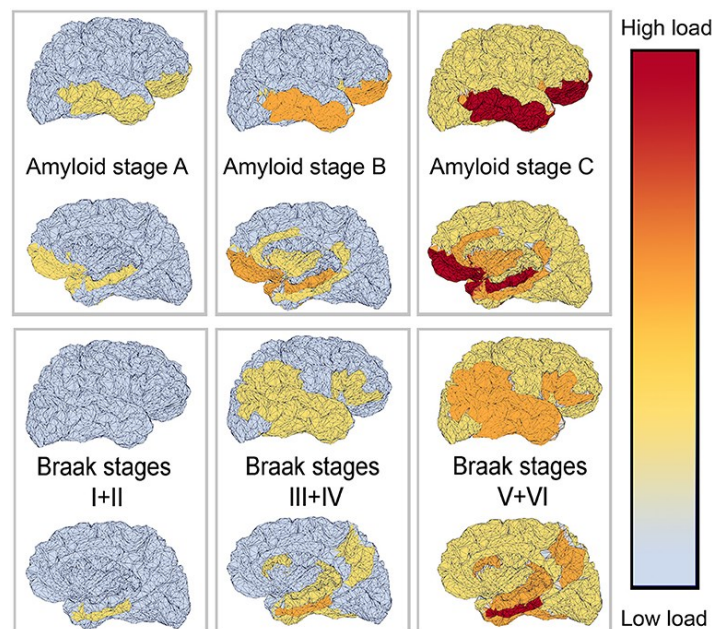 High load
Amyloid stage A
Amyloid stage B
Amyloid stage C
Braak stages
I+II
Braak stages
III+IV
Braak stages
V+VI
Low load